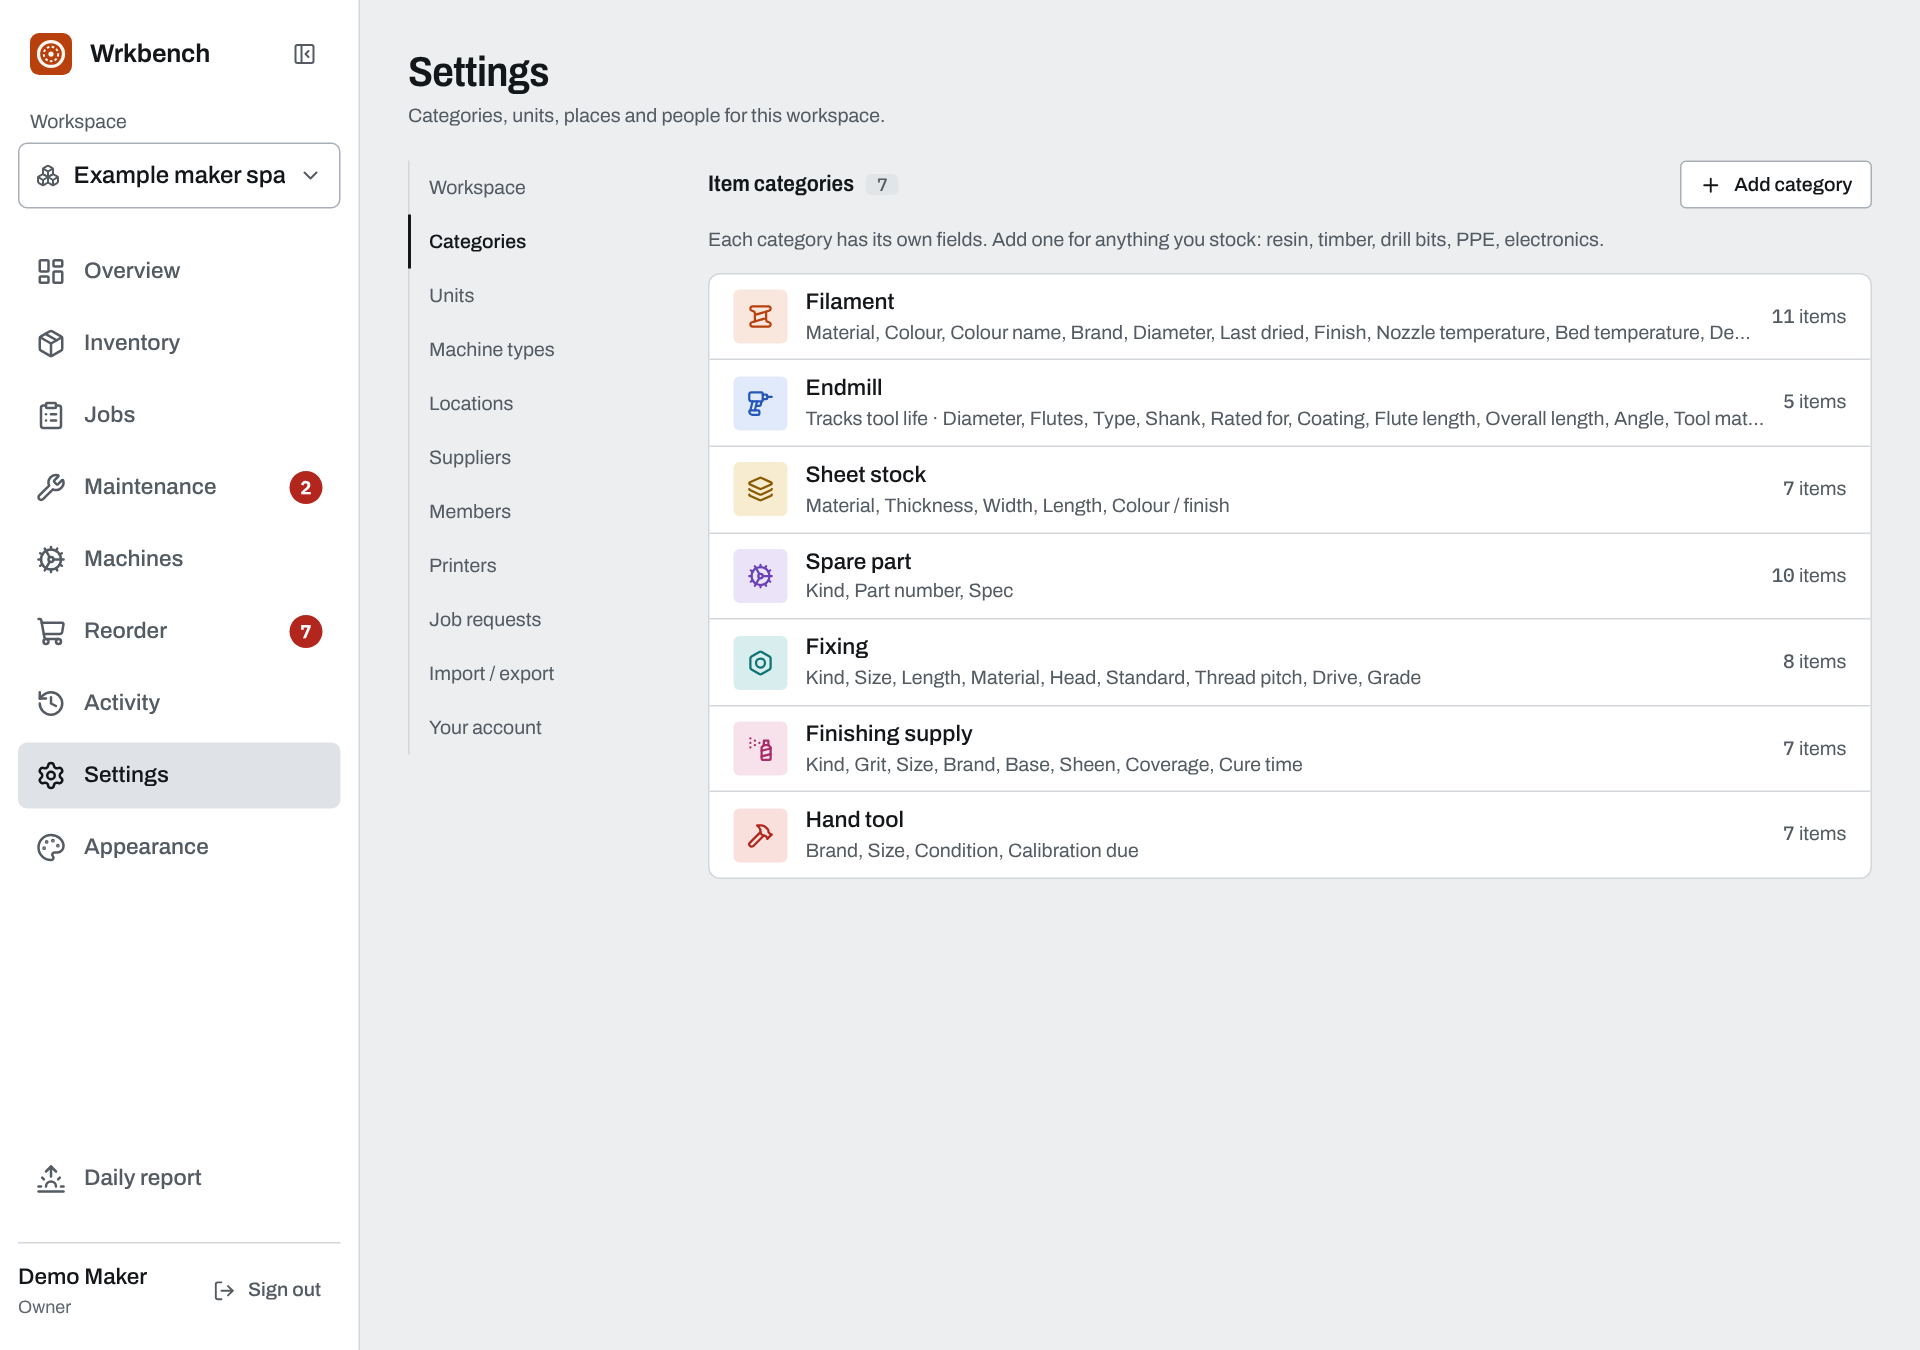 Wrkbench
Workspace
Example maker spa
Overview
Inventory
Jobs
Maintenance 2
Machines
Reorder 7
Activity
Settings
Appearance
Daily report
Demo Maker
Owner
Sign out
Settings
Categories, units, places and people for this workspace.
Workspace
Categories
Units
Machine types
Locations
Suppliers
Members
Printers
Job requests
Import / export
Your account
Item categories 7
Add category
Each category has its own fields. Add one for anything you stock: resin, timber, drill bits, PPE, electronics.
Filament
Material, Colour, Colour name, Brand, Diameter, Last dried, Finish, Nozzle temperature, Bed temperature, De...
11 items
Endmill
Tracks tool life · Diameter, Flutes, Type, Shank, Rated for, Coating, Flute length, Overall length, Angle, Tool mat...
5 items
Sheet stock
Material, Thickness, Width, Length, Colour / finish
7 items
Spare part
Kind, Part number, Spec
10 items
Fixing
Kind, Size, Length, Material, Head, Standard, Thread pitch, Drive, Grade
8 items
Finishing supply
Kind, Grit, Size, Brand, Base, Sheen, Coverage, Cure time
7 items
Hand tool
Brand, Size, Condition, Calibration due
7 items